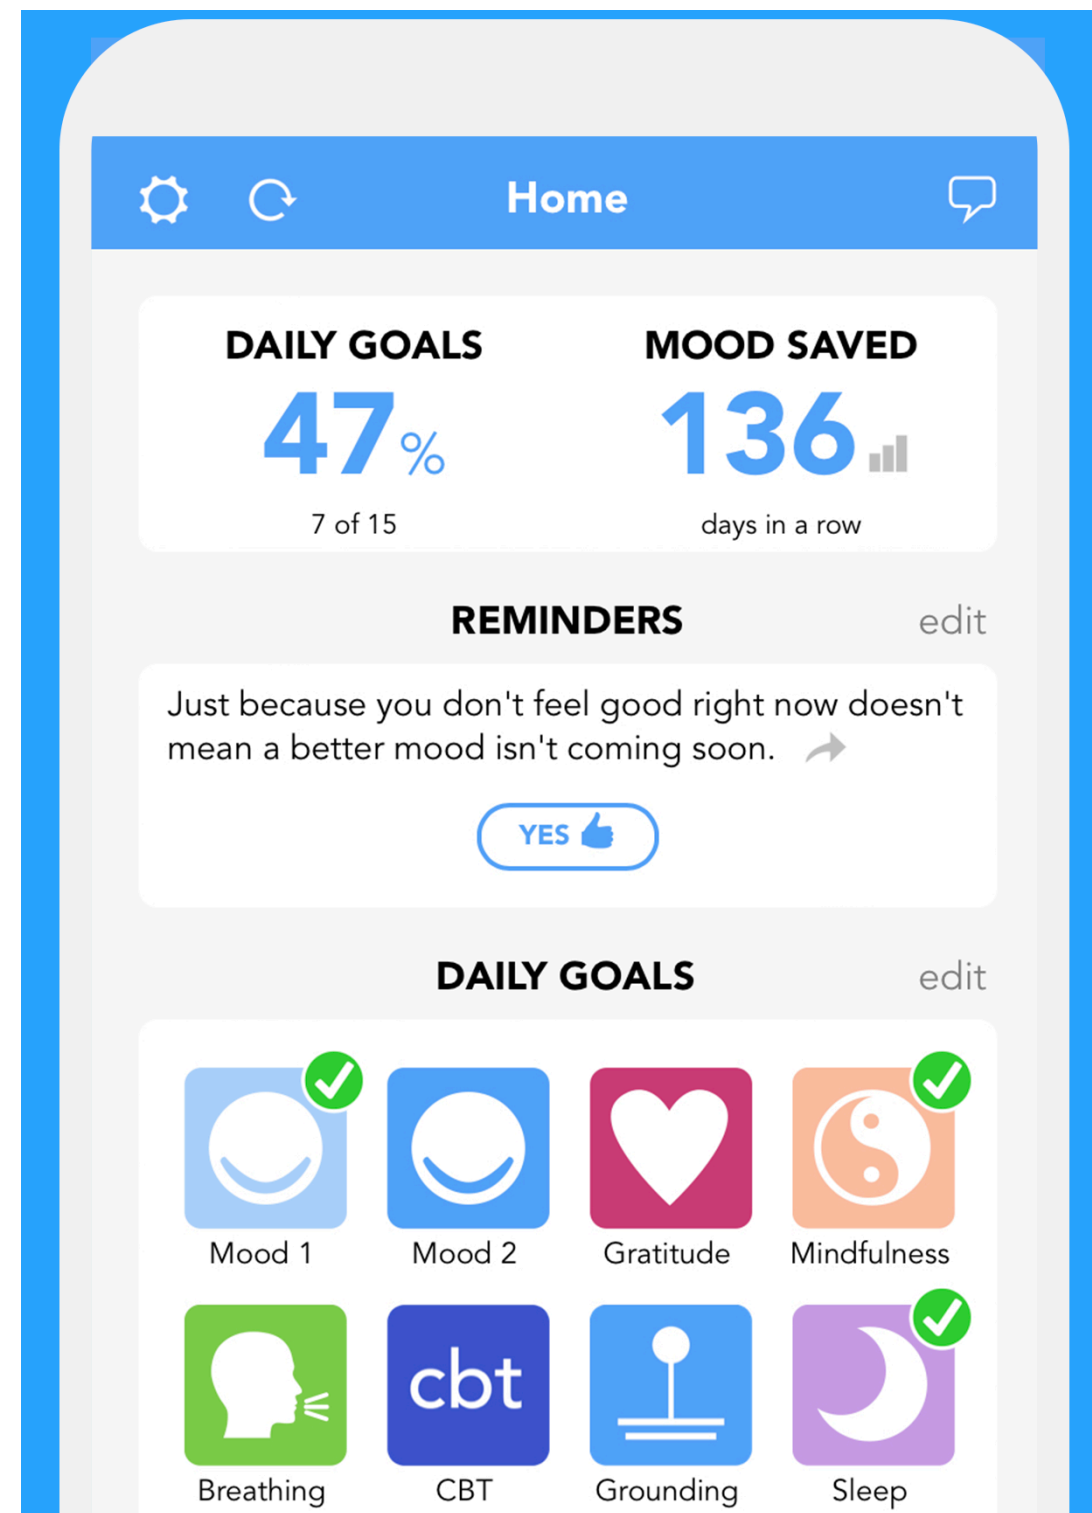 Home
DAILY GOALS
47%
7 of 15
MOOD SAVED
136
days in a row
REMINDERS
edit
Just because you don't feel good right now doesn't
mean a better mood isn't coming soon.
YES
DAILY GOALS
edit
Mood 1
Mood 2
Gratitude
Mindfulness
cbt
Breathing
CBT
Grounding
Sleep